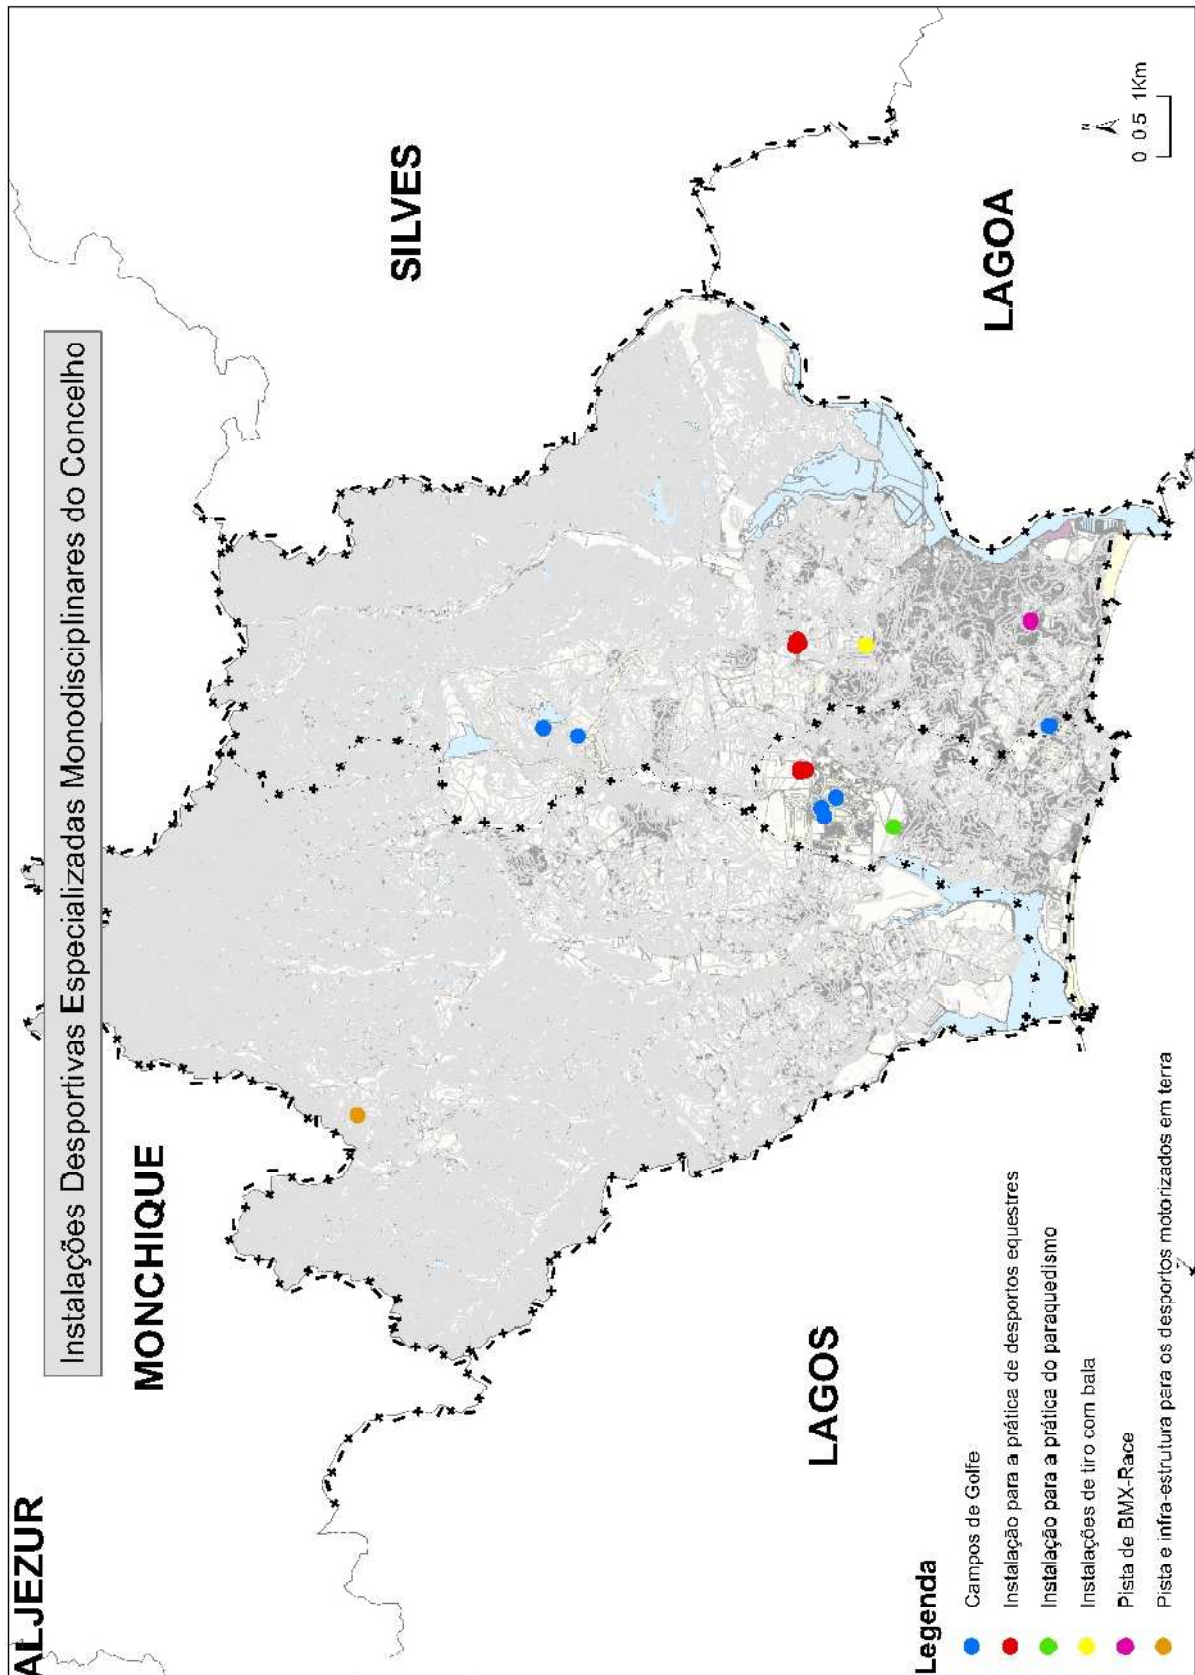 Instalações Desportivas Especializadas Monodisciplinares do Concelho
ALJEZUR
MONCHIQUE
SILVES
LAGOS
LAGOA
Legenda
Campos de Golfe
Instalação para a prática de desportos equestres
Instalação para a prática do paraquedismo
Instalações de tiro com bala
Pista de BMX-Race
Pista e infra-estrutura para os desportos motorizados em terra
N
0 0.5 1Km